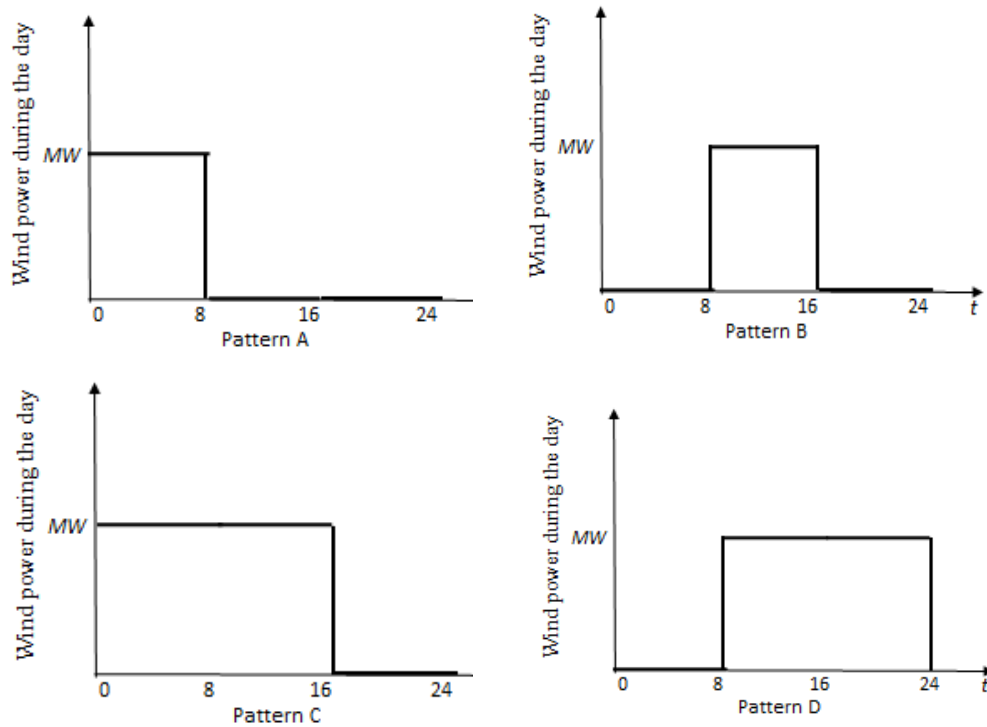 Wind power during the day
MW
0 8 16 24
Pattern A
Wind power during the day
MW
0 8 16 24 t
Pattern B
Wind power during the day
MW
0 8 16 24
Pattern C
Wind power during the day
MW
0 8 16 24 t
Pattern D